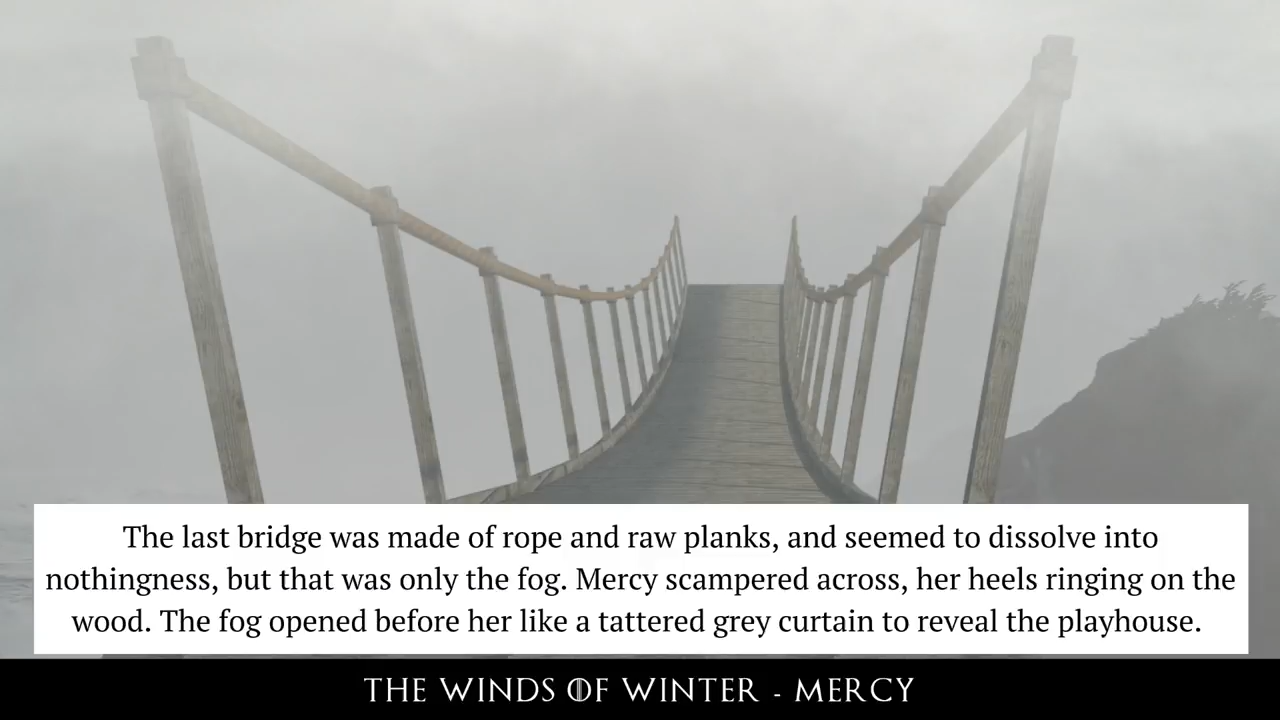 The last bridge was made of rope and raw planks, and seemed to dissolve into
nothingness, but that was only the fog. Mercy scampered across, her heels ringing on the
wood. The fog opened before her like a tattered grey curtain to reveal the playhouse.
THE WINDS OF WINTER - MERCY